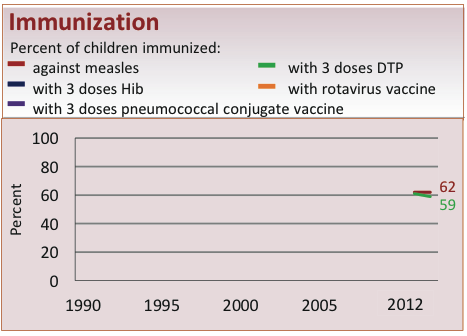 Immunization
Percent of children immunized:
against measles
with 3 doses DTP
with 3 doses Hib
with rotavirus vaccine
with 3 doses pneumococcal conjugate vaccine
100
80
60
40
20
0
Percent
62
59
1990 1995 2000 2005 2012